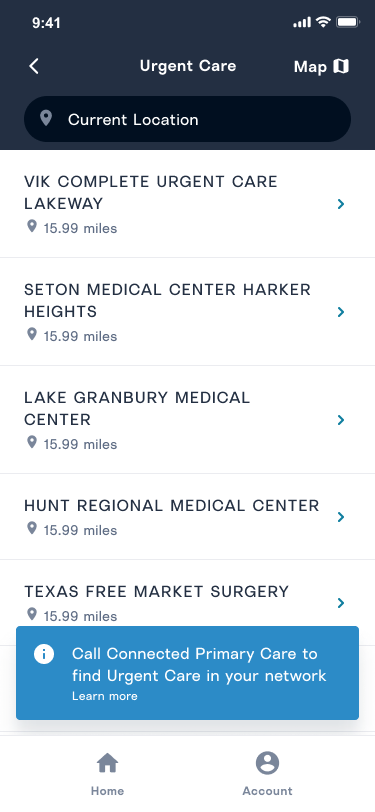 9:41
Urgent Care
Map
Current Location
VIK COMPLETE URGENT CARE
LAKEWAY
15.99 miles
SETON MEDICAL CENTER HARKER
HEIGHTS
15.99 miles
LAKE GRANBURY MEDICAL
CENTER
15.99 miles
HUNT REGIONAL MEDICAL CENTER
15.99 miles
TEXAS FREE MARKET SURGERY
15.99 miles
Call Connected Primary Care to
find Urgent Care in your network
Learn more
Home
Account